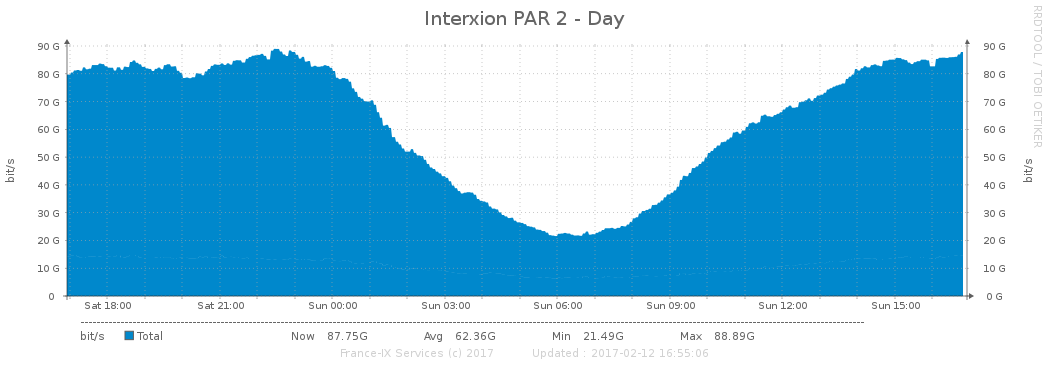 Interxion PAR 2 - Day
RRDTOOL / TOBI OETIKER
90 G 90 G
80 G 80 G
70 G 70 G
60 G 60 G
50 G 50 G
40 G 40 G
30 G 30 G
20 G 20 G
10 G 10 G
0 0 G
bit/s bit/s
Sat 18:00 Sat 21:00 Sun 00:00 Sun 03:00 Sun 06:00 Sun 09:00 Sun 12:00 Sun 15:00
bit/s Total Now 87.75G Avg 62.36G Min 21.49G Max 88.89G
France-IX Services (c) 2017 Updated : 2017-02-12 16:55:06